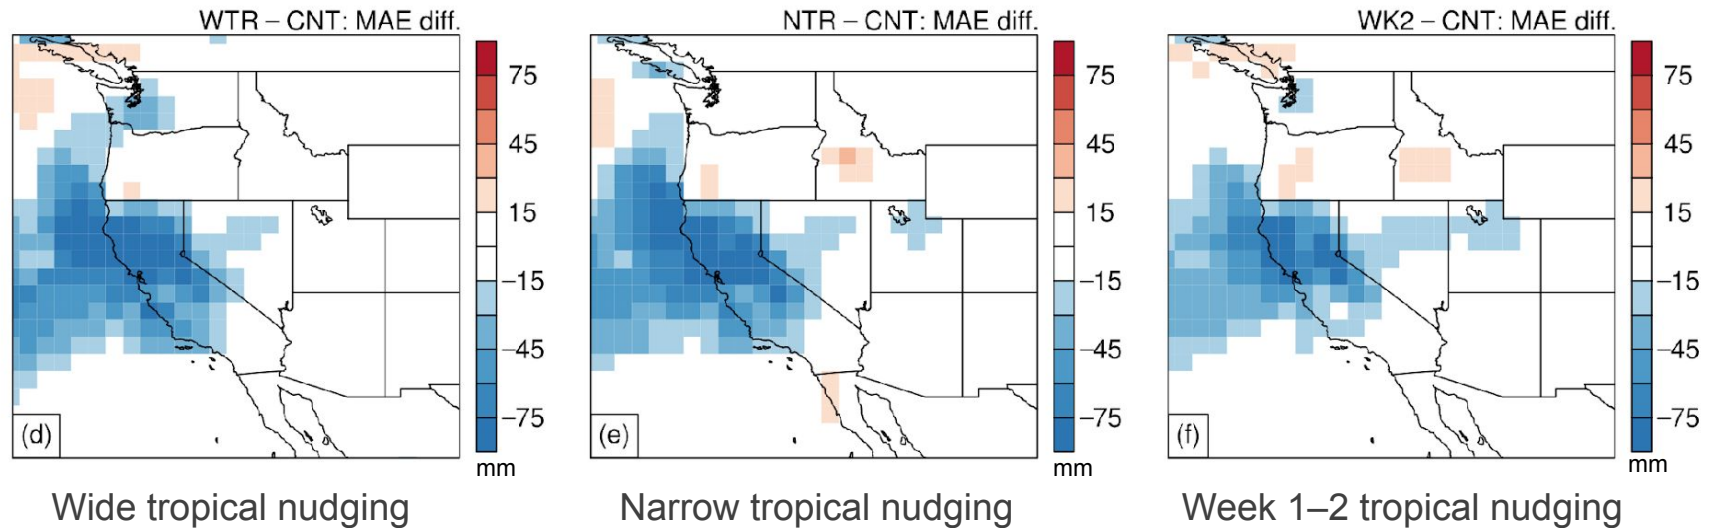 WTR – CNT: MAE diff.
75
45
15
–15
–45
–75
mm
(d)
Wide tropical nudging
NTR – CNT: MAE diff.
75
45
15
–15
–45
–75
mm
(e)
Narrow tropical nudging
WK2 – CNT: MAE diff.
75
45
15
–15
–45
–75
mm
(f)
Week 1–2 tropical nudging